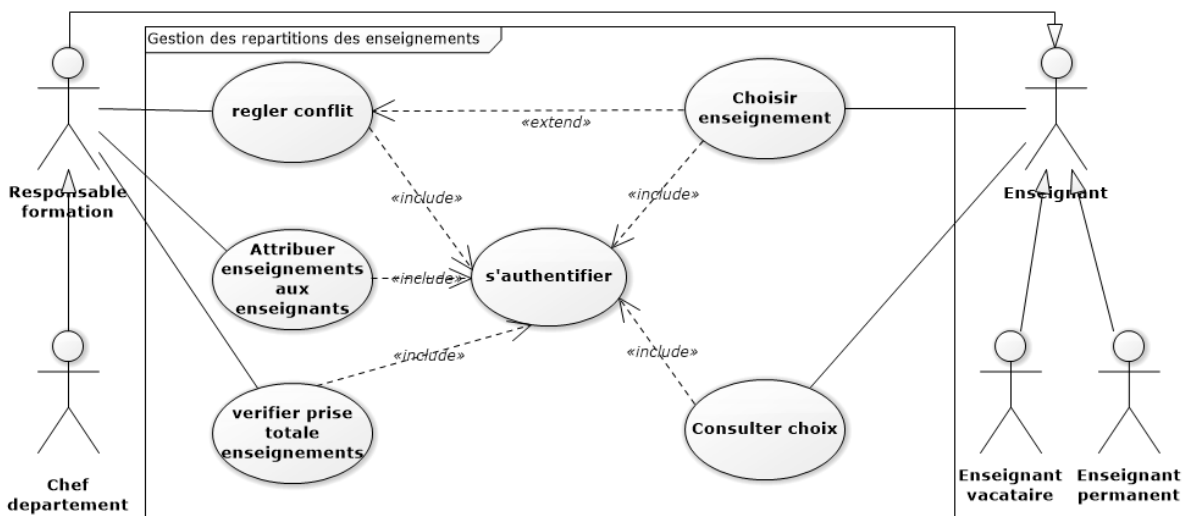 Gestion des repartitions des enseignements
regler conflit
Choisir
enseignement
«extend»
Responsable
formation
Enseignant
«include»
«include»
Attribuer
enseignements
aux
enseignants
«include»
s'authentifier
«include»
«include»
verifier prise
totale
enseignements
Consulter choix
Chef
departement
Enseignant
vacataire
Enseignant
permanent